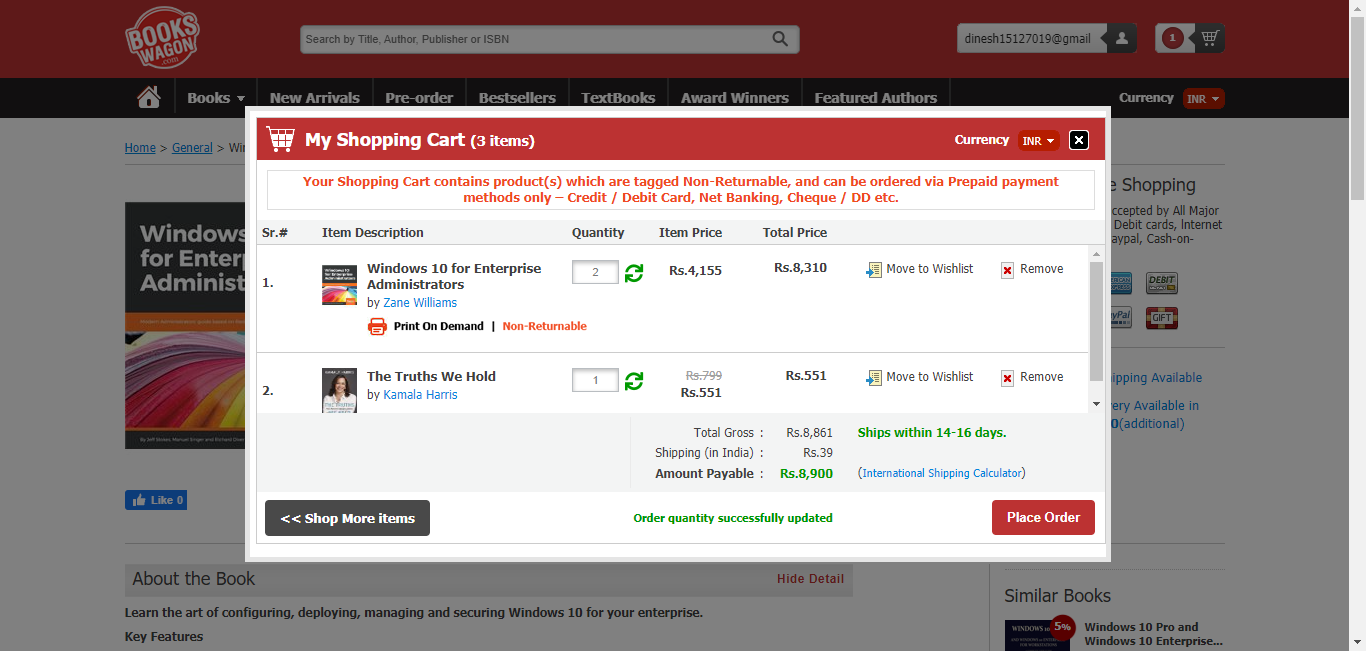 BOOKS
WAGON
.com
Search by Title, Author, Publisher or ISBN
dinesh15127019@gmail
1
Books
New Arrivals
Pre-order
Bestsellers
TextBooks
Award Winners
Featured Authors
Currency
INR
Home > General > Win
My Shopping Cart (3 items)
Currency
INR
Your Shopping Cart contains product(s) which are tagged Non-Returnable, and can be ordered via Prepaid payment
methods only – Credit / Debit Card, Net Banking, Cheque / DD etc.
Sr.# Item Description Quantity Item Price Total Price
1.
Windows 10 for Enterprise
Administrators
by Zane Williams
Print On Demand | Non-Returnable
2
Rs.4,155
Rs.8,310
Move to Wishlist
Remove
2.
The Truths We Hold
by Kamala Harris
1
Rs.799
Rs.551
Rs.551
Move to Wishlist
Remove
Total Gross : Rs.8,861
Shipping (in India) : Rs.39
Amount Payable : Rs.8,900
Ships within 14-16 days.
(International Shipping Calculator)
<< Shop More items
Order quantity successfully updated
Place Order
Windows
for Enter
Administ
e Shopping
ccepted by All Major
Debit cards, Internet
aypal, Cash-on-
DEBIT
PayPal
GIFT
ipping Available
ery Available in
0(additional)
Like 0
About the Book
Hide Detail
Learn the art of configuring, deploying, managing and securing Windows 10 for your enterprise.
Key Features
Similar Books
5%
WINDOWS 10
Windows 10 Pro and
Windows 10 Enterprise...